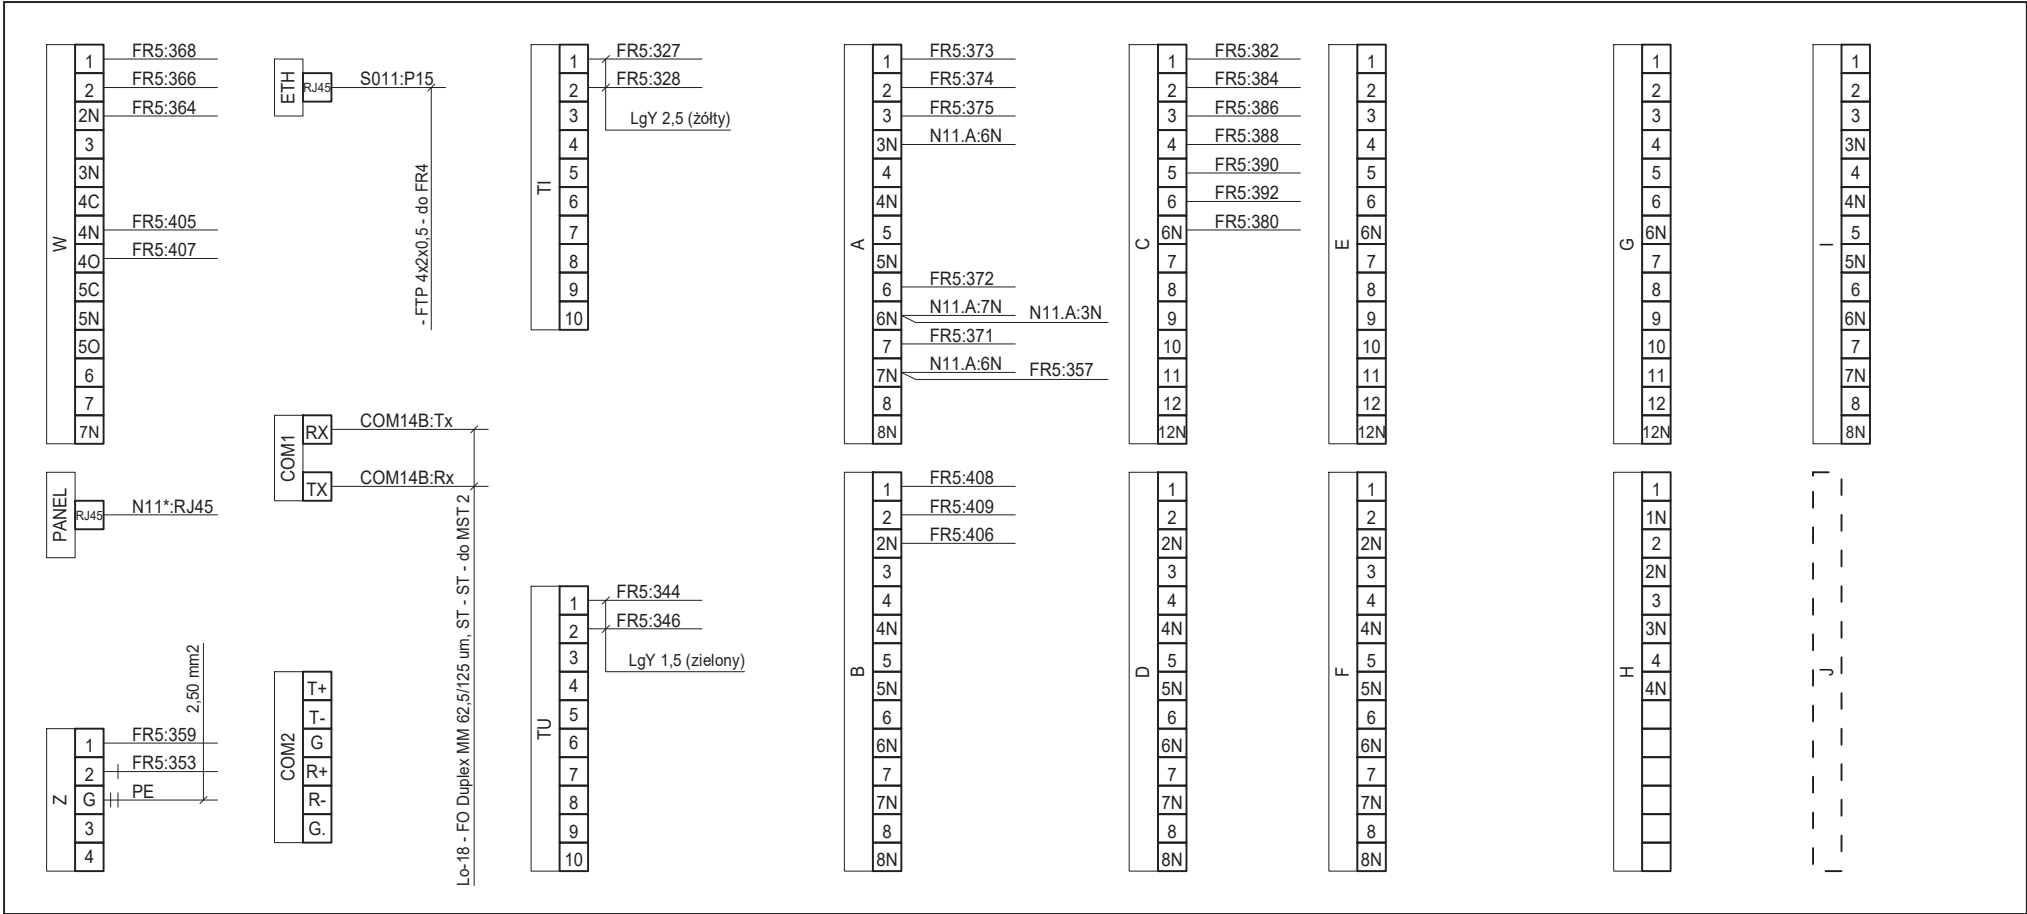 W
1 FR5:368
2 FR5:366
2N FR5:364
3
3N
4C
4N FR5:405
4O FR5:407
5C
5N
5O
6
7
7N
PANEL
RJ45 N11*:RJ45
2,50 mm2
Z
1 FR5:359
2 FR5:353
G PE
3
4
ETH
RJ45 S011:P15
- FTP 4x2x0,5 - do FR4
COM1
RX COM14B:Tx
TX COM14B:Rx
Lo-18 - FO Duplex MM 62,5/125 um, ST - ST - do MST 2
COM2
T+
T-
G
R+
R-
G.
TI
1 FR5:327
2 FR5:328
LgY 2,5 (żółty)
3
4
5
6
7
8
9
10
TU
1 FR5:344
2 FR5:346
LgY 1,5 (zielony)
3
4
5
6
7
8
9
10
A
1 FR5:373
2 FR5:374
3 FR5:375
3N N11.A:6N
4
4N
5
5N
6 FR5:372
6N N11.A:7N N11.A:3N
7 FR5:371
7N N11.A:6N FR5:357
8
8N
B
1 FR5:408
2 FR5:409
2N FR5:406
3
4
4N
5
5N
6
6N
7
7N
8
8N
C
1 FR5:382
2 FR5:384
3 FR5:386
4 FR5:388
5 FR5:390
6 FR5:392
6N FR5:380
7
8
9
10
11
12
12N
D
1
2
2N
3
4
4N
5
5N
6
6N
7
7N
8
8N
E
1
2
3
4
5
6
6N
7
8
9
10
11
12
12N
F
1
2
2N
3
4
4N
5
5N
6
6N
7
7N
8
8N
G
1
2
3
4
5
6
6N
7
8
9
10
11
12
12N
H
1
1N
2
2N
3
3N
4
4N
I
1
2
3
3N
4
4N
5
5N
6
6N
7
7N
8
8N
J